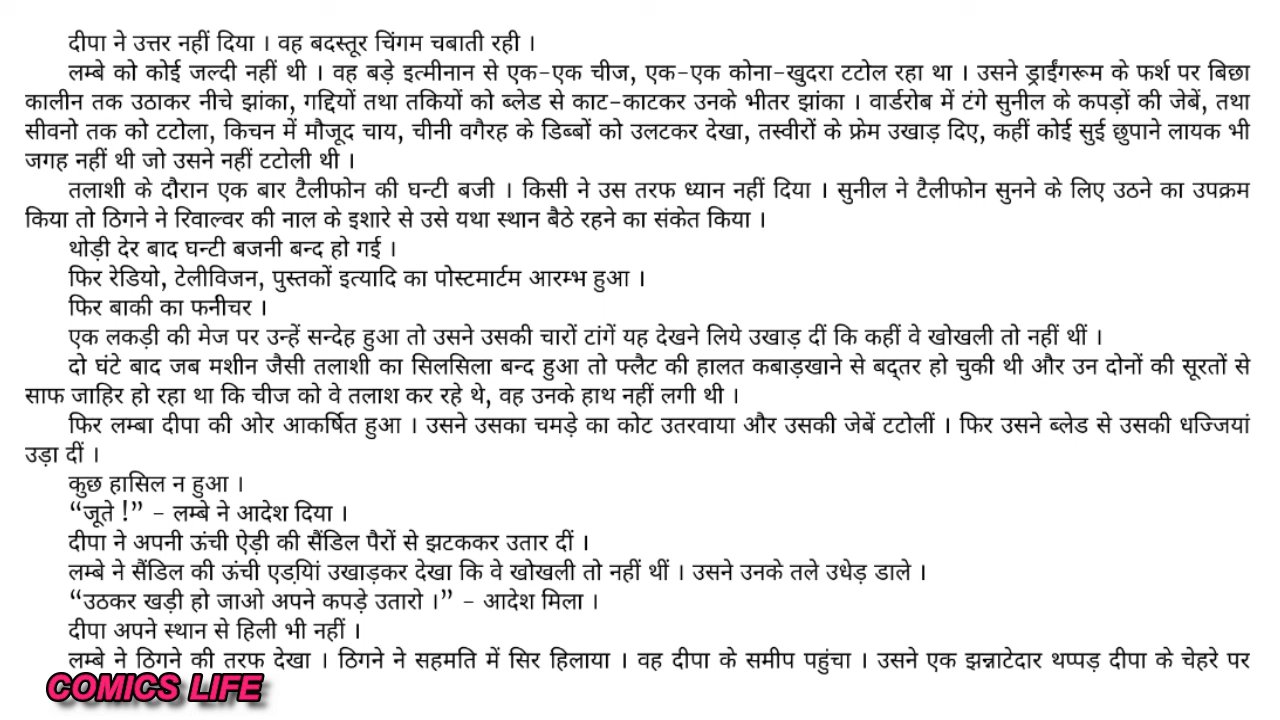 दीपा ने उत्तर नहीं दिया । वह बदस्तूर चिंगम चबाती रही ।
लम्बे को कोई जल्दी नहीं थी । वह बड़े इत्मीनान से एक-एक चीज, एक-एक कोना-खुदरा टटोल रहा था । उसने ड्राईंगरूम के फर्श पर बिछा
कालीन तक उठाकर नीचे झांका, गद्दियों तथा तकियों को ब्लेड से काट-काटकर उनके भीतर झांका । वार्डरोब में टंगे सुनील के कपड़ों की जेबें, तथा
सीवनो तक को टटोला, किचन में मौजूद चाय, चीनी वगैरह के डिब्बों को उलटकर देखा, तस्वीरों के फ्रेम उखाड़ दिए, कहीं कोई सुई छुपाने लायक भी
जगह नहीं थी जो उसने नहीं टटोली थी ।
तलाशी के दौरान एक बार टैलीफोन की घन्टी बजी । किसी ने उस तरफ ध्यान नहीं दिया । सुनील ने टैलीफोन सुनने के लिए उठने का उपक्रम
किया तो ठिगने ने रिवाल्वर की नाल के इशारे से उसे यथा स्थान बैठे रहने का संकेत किया ।
थोड़ी देर बाद घन्टी बजनी बन्द हो गई ।
फिर रेडियो, टेलीविजन, पुस्तकों इत्यादि का पोस्टमार्टम आरम्भ हुआ ।
फिर बाकी का फनीचर ।
एक लकड़ी की मेज पर उन्हें सन्देह हुआ तो उसने उसकी चारों टांगें यह देखने लिये उखाड़ दीं कि कहीं वे खोखली तो नहीं थीं ।
दो घंटे बाद जब मशीन जैसी तलाशी का सिलसिला बन्द हुआ तो फ्लैट की हालत कबाड़खाने से बद्तर हो चुकी थी और उन दोनों की सूरतों से
साफ जाहिर हो रहा था कि चीज को वे तलाश कर रहे थे, वह उनके हाथ नहीं लगी थी ।
फिर लम्बा दीपा की ओर आकर्षित हुआ । उसने उसका चमड़े का कोट उतरवाया और उसकी जेबें टटोलीं । फिर उसने ब्लेड से उसकी धज्जियां
उड़ा दीं ।
कुछ हासिल न हुआ ।
“जूते !” - लम्बे ने आदेश दिया ।
दीपा ने अपनी ऊंची ऐड़ी की सैंडिल पैरों से झटककर उतार दीं ।
लम्बे ने सैंडिल की ऊंची एड़ियां उखाड़कर देखा कि वे खोखली तो नहीं थीं । उसने उनके तले उधेड़ डाले ।
“उठकर खड़ी हो जाओ अपने कपड़े उतारो ।” - आदेश मिला ।
दीपा अपने स्थान से हिली भी नहीं ।
लम्बे ने ठिगने की तरफ देखा । ठिगने ने सहमति में सिर हिलाया । वह दीपा के समीप पहुंचा । उसने एक झन्नाटेदार थप्पड़ दीपा के चेहरे पर
COMICS LIFE